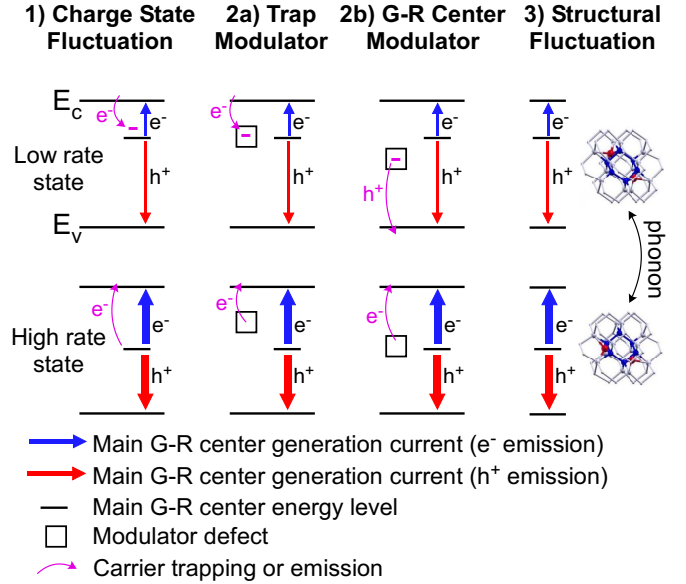 1) Charge State Fluctuation
2a) Trap Modulator
2b) G-R Center Modulator
3) Structural Fluctuation
E_c
e-
-
e-
e-
-
e-
-
e-
e-
Low rate state
h+
h+
h+
h+
h+
E_v
phonon
e-
e-
e-
e-
e-
e-
e-
High rate state
h+
h+
h+
h+
Main G-R center generation current (e- emission)
Main G-R center generation current (h+ emission)
Main G-R center energy level
Modulator defect
Carrier trapping or emission